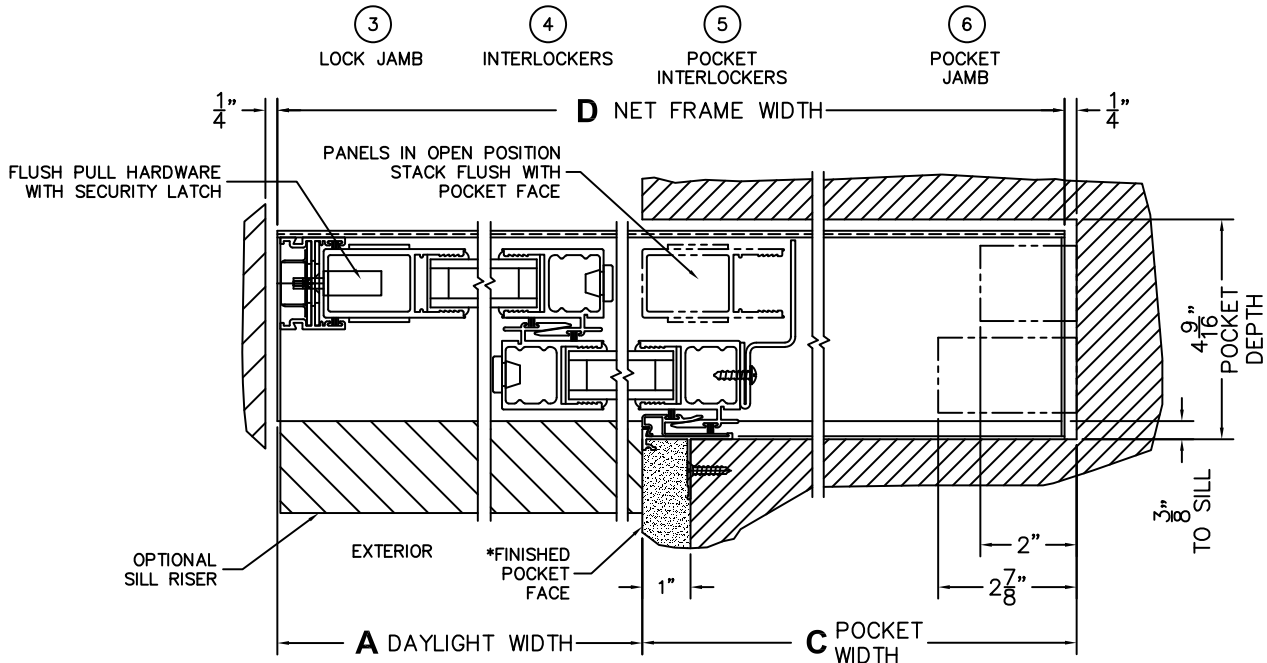 3
LOCK JAMB
4
INTERLOCKERS
5
POCKET
INTERLOCKERS
6
POCKET
JAMB
1/4"
D NET FRAME WIDTH
1/4"
FLUSH PULL HARDWARE
WITH SECURITY LATCH
PANELS IN OPEN POSITION
STACK FLUSH WITH
POCKET FACE
4 9/16"
POCKET
DEPTH
3/8"
TO SILL
OPTIONAL
SILL RISER
EXTERIOR
*FINISHED
POCKET
FACE
1"
2"
2 7/8"
A DAYLIGHT WIDTH
C POCKET
WIDTH